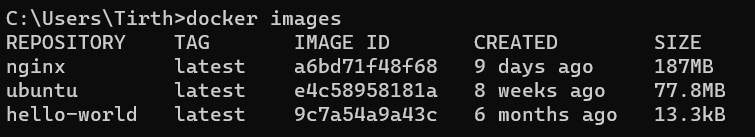 C:\Users\Tirth>docker images
REPOSITORY    TAG       IMAGE ID       CREATED        SIZE
nginx         latest    a6bd71f48f68   9 days ago     187MB
ubuntu        latest    e4c58958181a   8 weeks ago    77.8MB
hello-world   latest    9c7a54a9a43c   6 months ago   13.3kB